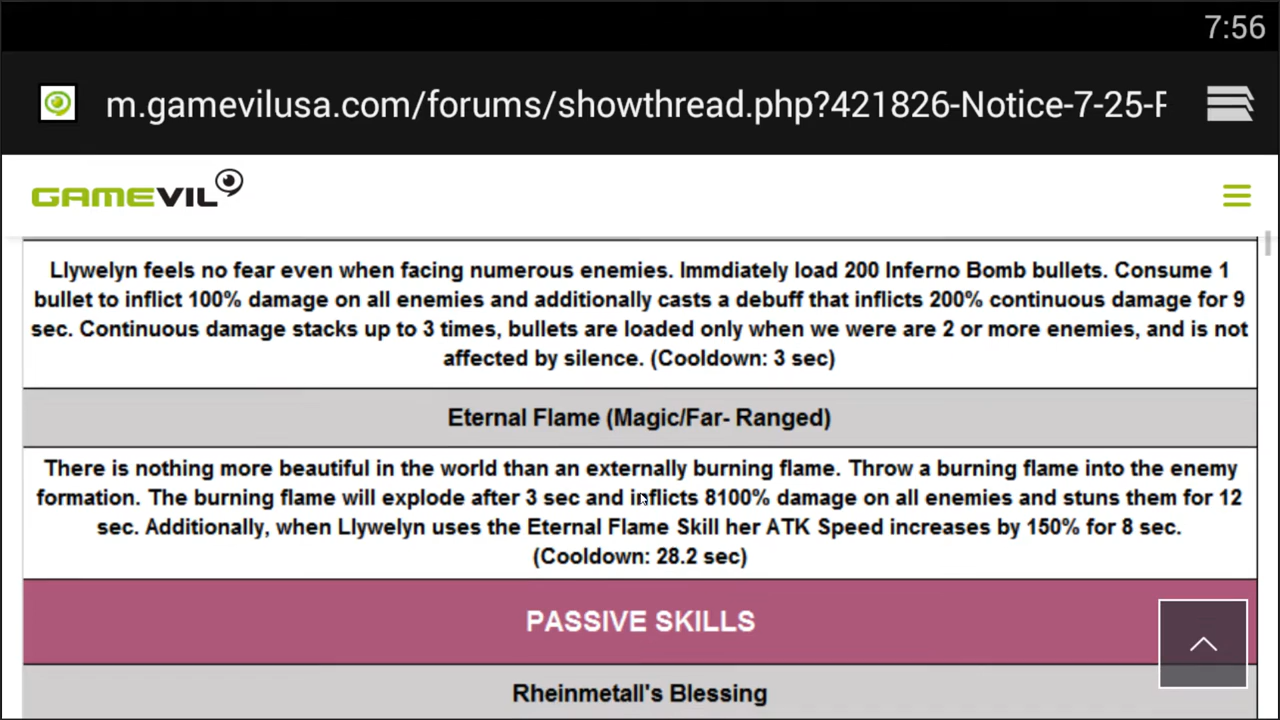 7:56
m.gamevilusa.com/forums/showthread.php?421826-Notice-7-25-F
GAMEVIL
Llywelyn feels no fear even when facing numerous enemies. Immdiately load 200 Inferno Bomb bullets. Consume 1
bullet to inflict 100% damage on all enemies and additionally casts a debuff that inflicts 200% continuous damage for 9
sec. Continuous damage stacks up to 3 times, bullets are loaded only when we were are 2 or more enemies, and is not
affected by silence. (Cooldown: 3 sec)
Eternal Flame (Magic/Far- Ranged)
There is nothing more beautiful in the world than an externally burning flame. Throw a burning flame into the enemy
formation. The burning flame will explode after 3 sec and inflicts 8100% damage on all enemies and stuns them for 12
sec. Additionally, when Llywelyn uses the Eternal Flame Skill her ATK Speed increases by 150% for 8 sec.
(Cooldown: 28.2 sec)
PASSIVE SKILLS
Rheinmetall's Blessing